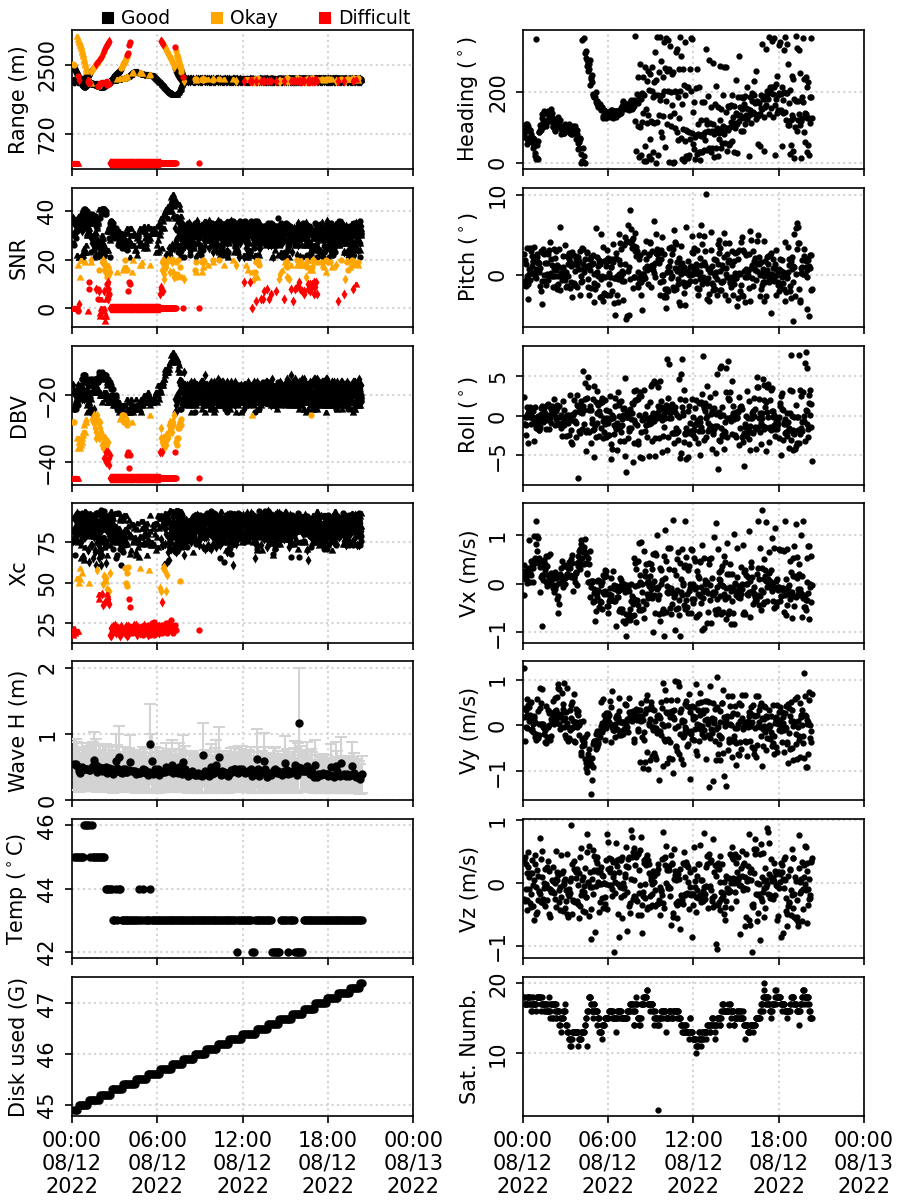 Good Okay Difficult
Range (m)
2500
720
Heading (°)
200
0
SNR
40
20
0
Pitch (°)
10
0
DBV
−20
−40
Roll (°)
5
0
−5
Xc
75
50
25
Vx (m/s)
1
0
−1
Wave H (m)
2
1
0
Vy (m/s)
1
0
−1
Temp (°C)
46
44
42
Vz (m/s)
1
0
−1
Disk used (G)
47
46
45
Sat. Numb.
20
10
00:00 06:00 12:00 18:00 00:00
08/12 08/12 08/12 08/12 08/13
2022 2022 2022 2022 2022
00:00 06:00 12:00 18:00 00:00
08/12 08/12 08/12 08/12 08/13
2022 2022 2022 2022 2022